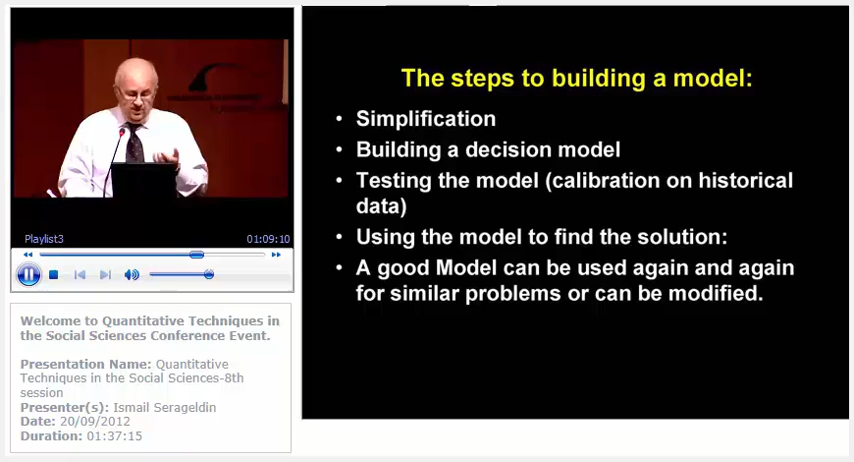 Playlist3
01:09:10
Welcome to Quantitative Techniques in
the Social Sciences Conference Event.
Presentation Name: Quantitative
Techniques in the Social Sciences-8th
session
Presenter(s): Ismail Serageldin
Date: 20/09/2012
Duration: 01:37:15
The steps to building a model:
• Simplification
• Building a decision model
• Testing the model (calibration on historical
data)
• Using the model to find the solution:
• A good Model can be used again and again
for similar problems or can be modified.